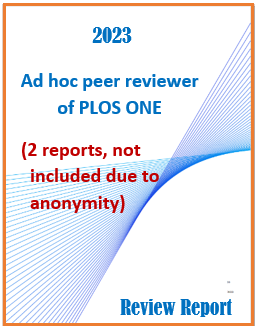 2023
Ad hoc peer reviewer
of PLOS ONE
(2 reports, not
included due to
anonymity)
Review Report